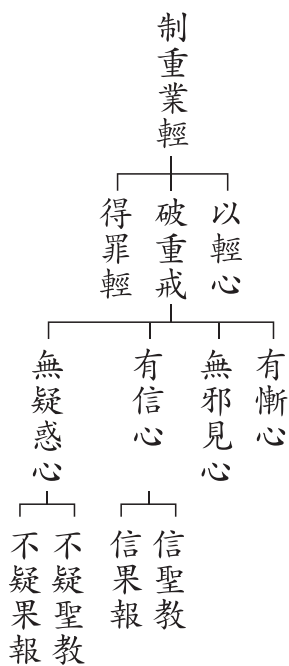 制重業輕
以輕心
破重戒
得罪輕
有慚心
無邪見心
有信心
無疑惑心
信聖教
信果報
不疑聖教
不疑果報